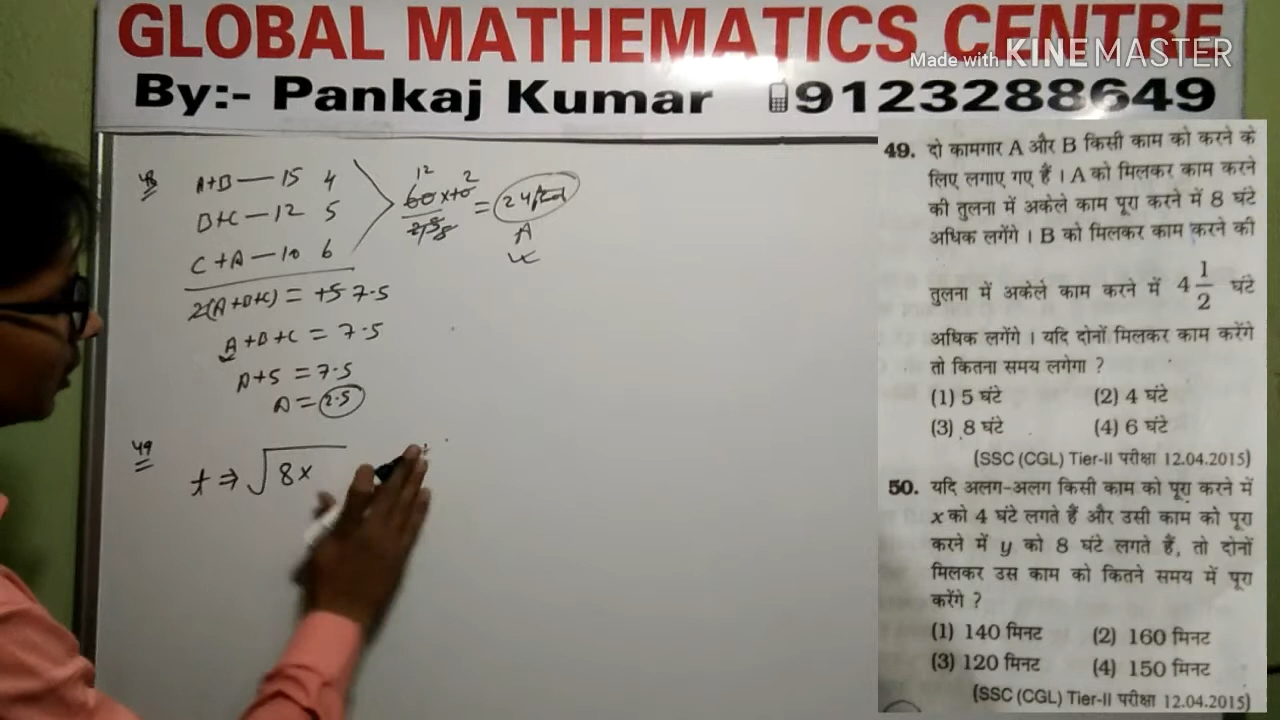 GLOBAL MATHEMATICS CENTRE
Made with KINEMASTER
By:- Pankaj Kumar 9123288649
48
A+B — 15 4
B+C — 12 5
C+A — 10 6
2(A+B+C) = 7.5
A+B+C = 7.5
A+5 = 7.5
A = 2.5
12 2
60×10
= 24 दिन
A
49
t ⇒ √8×
49. दो कामगार A और B किसी काम को करने के
लिए लगाए गए हैं । A को मिलकर काम करने
की तुलना में अकेले काम पूरा करने में 8 घंटे
अधिक लगेंगे । B को मिलकर काम करने की
तुलना में अकेले काम करने में 4 1/2 घंटे
अधिक लगेंगे । यदि दोनों मिलकर काम करेंगे
तो कितना समय लगेगा ?
(1) 5 घंटे (2) 4 घंटे
(3) 8 घंटे (4) 6 घंटे
(SSC (CGL) Tier-II परीक्षा 12.04.2015)
50. यदि अलग-अलग किसी काम को पूरा करने में
x को 4 घंटे लगते हैं और उसी काम को पूरा
करने में y को 8 घंटे लगते हैं, तो दोनों
मिलकर उस काम को कितने समय में पूरा
करेंगे ?
(1) 140 मिनट (2) 160 मिनट
(3) 120 मिनट (4) 150 मिनट
(SSC (CGL) Tier-II परीक्षा 12.04.2015)